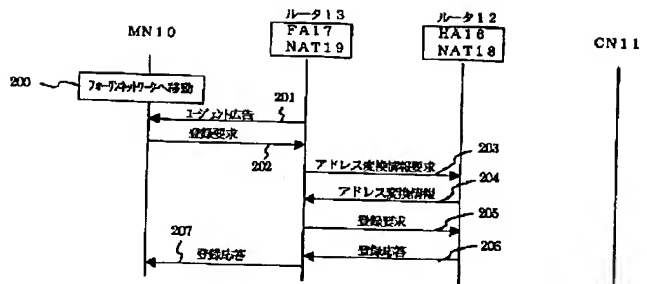 MN10
ルータ13
FA17
NAT19
ルータ12
HA16
NAT18
CN11
200
フォーリンネットワークへ移動
エージェント広告
201
登録要求
202
アドレス変換情報要求
203
アドレス変換情報
204
登録要求
205
登録応答
206
207
登録応答